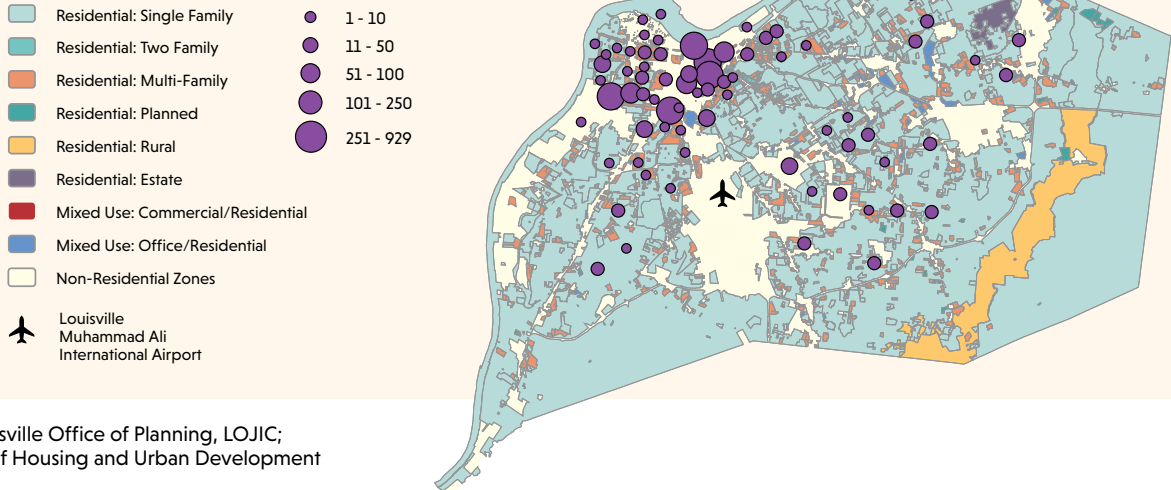 Residential: Single Family
Residential: Two Family
Residential: Multi-Family
Residential: Planned
Residential: Rural
Residential: Estate
Mixed Use: Commercial/Residential
Mixed Use: Office/Residential
Non-Residential Zones
Louisville
Muhammad Ali
International Airport
1 - 10
11 - 50
51 - 100
101 - 250
251 - 929
sville Office of Planning, LOJIC;
f Housing and Urban Development